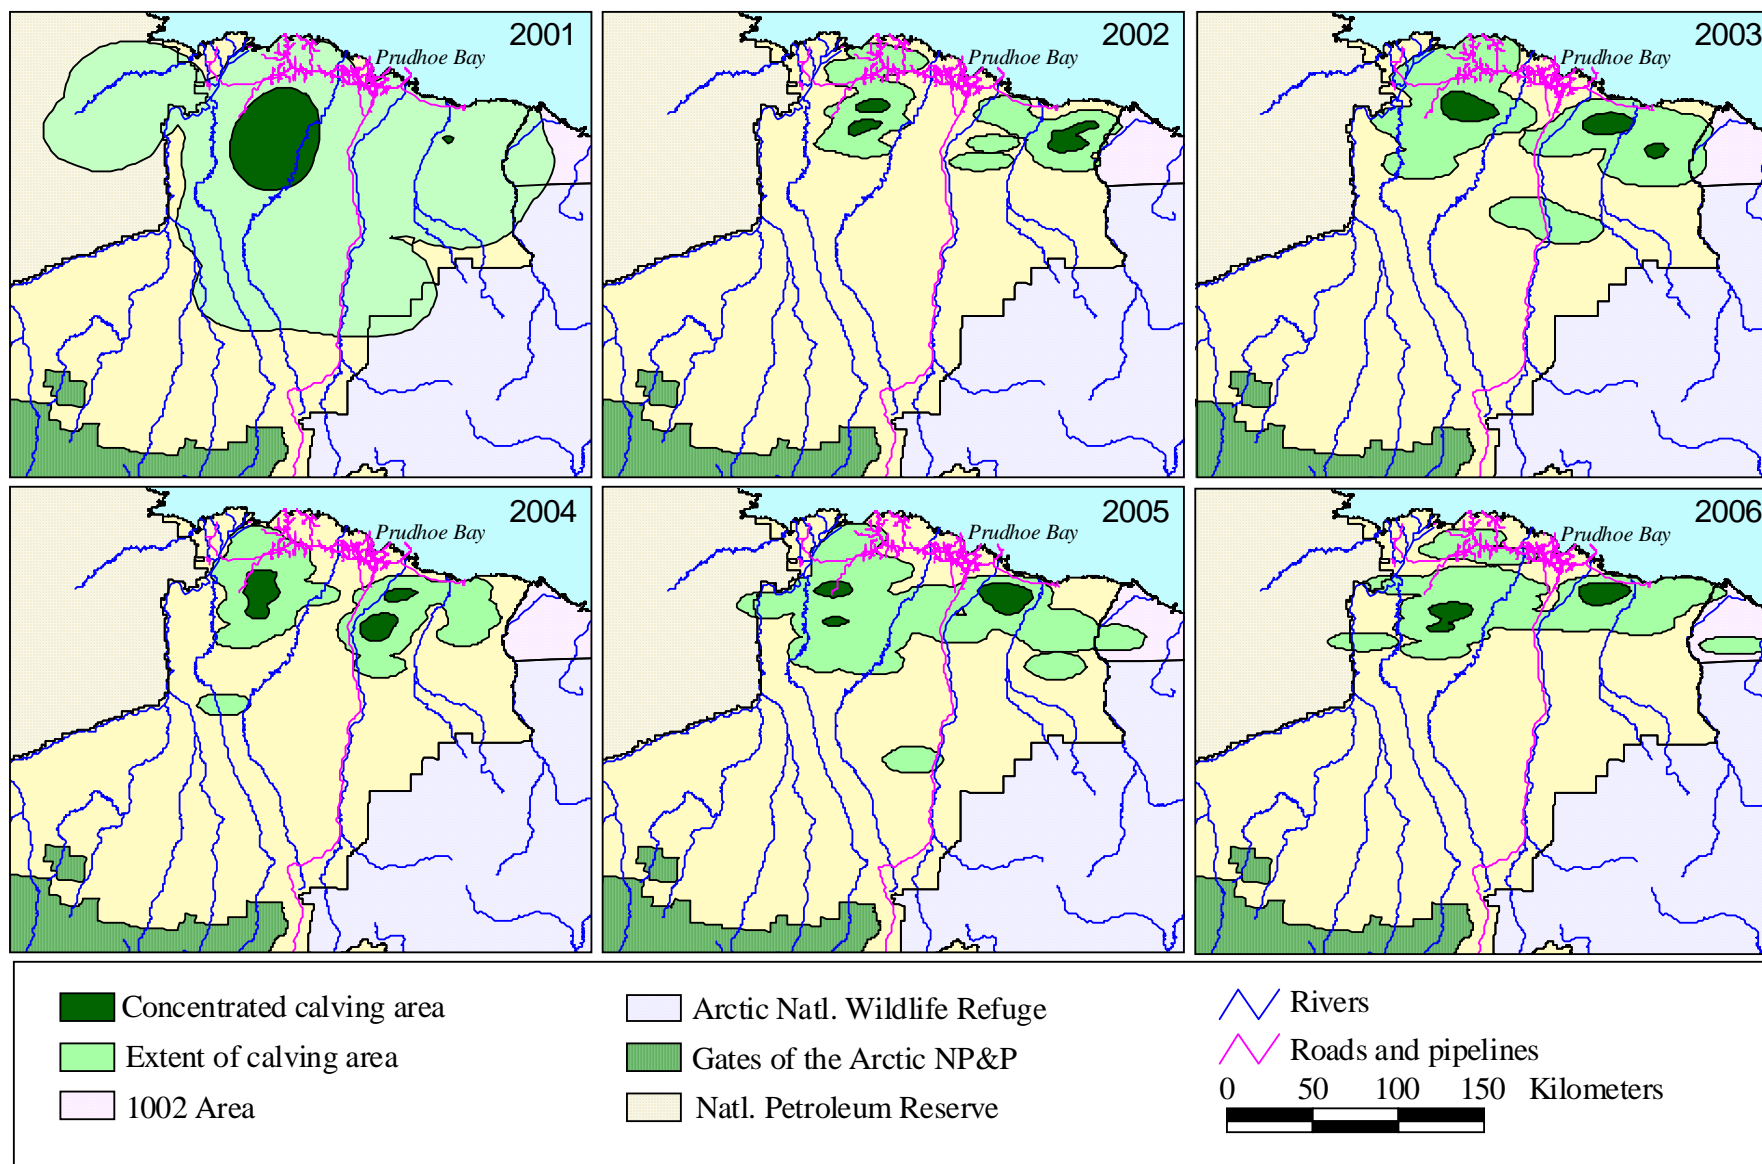 2001
Prudhoe Bay
2002
Prudhoe Bay
2003
Prudhoe Bay
2004
Prudhoe Bay
2005
Prudhoe Bay
2006
Prudhoe Bay
Concentrated calving area
Extent of calving area
1002 Area
Arctic Natl. Wildlife Refuge
Gates of the Arctic NP&P
Natl. Petroleum Reserve
Rivers
Roads and pipelines
0 50 100 150 Kilometers